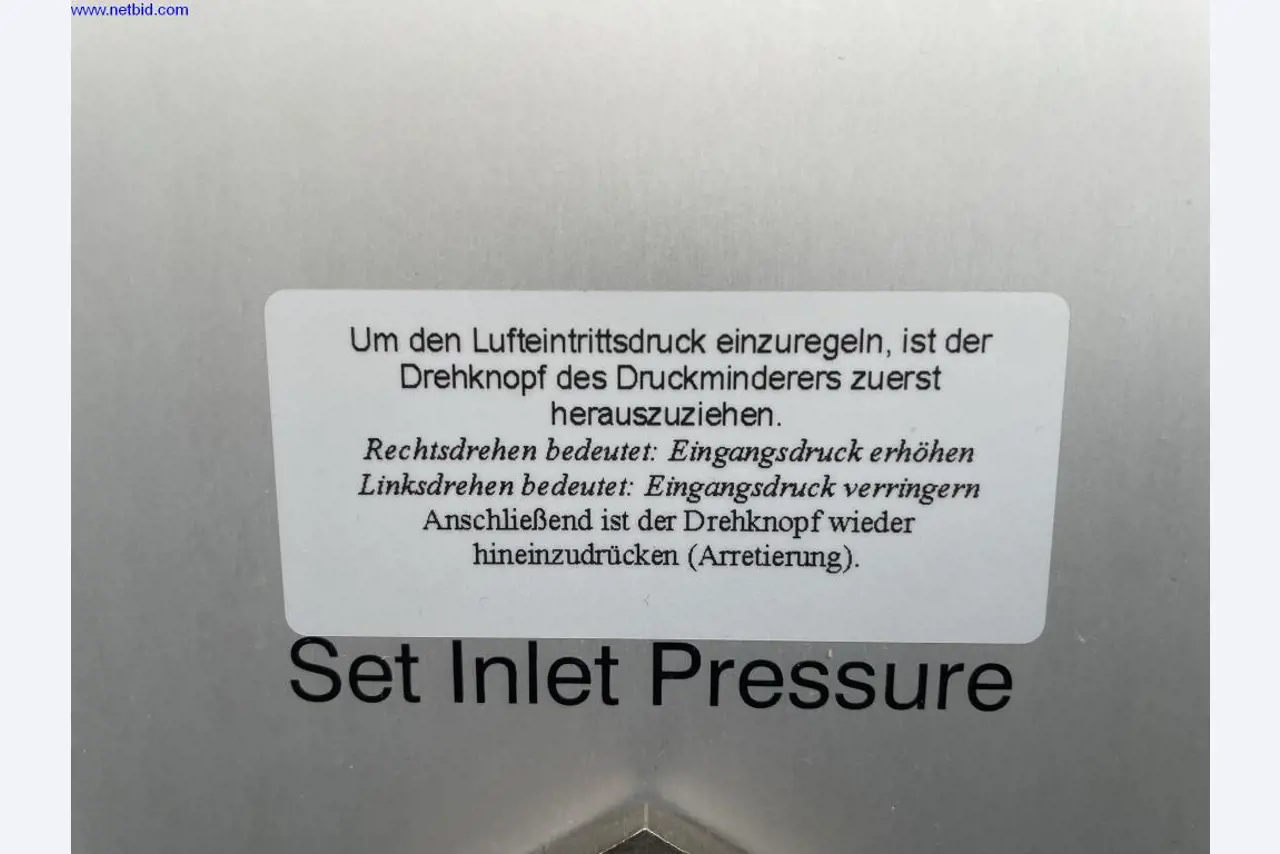 www.netbid.com
Um den Lufteintrittsdruck einzuregeln, ist der
Drehknopf des Druckminderers zuerst
herauszuziehen.
Rechtsdrehen bedeutet: Eingangsdruck erhöhen
Linksdrehen bedeutet: Eingangsdruck verringern
Anschließend ist der Drehknopf wieder
hineinzudrücken (Arretierung).
Set Inlet Pressure